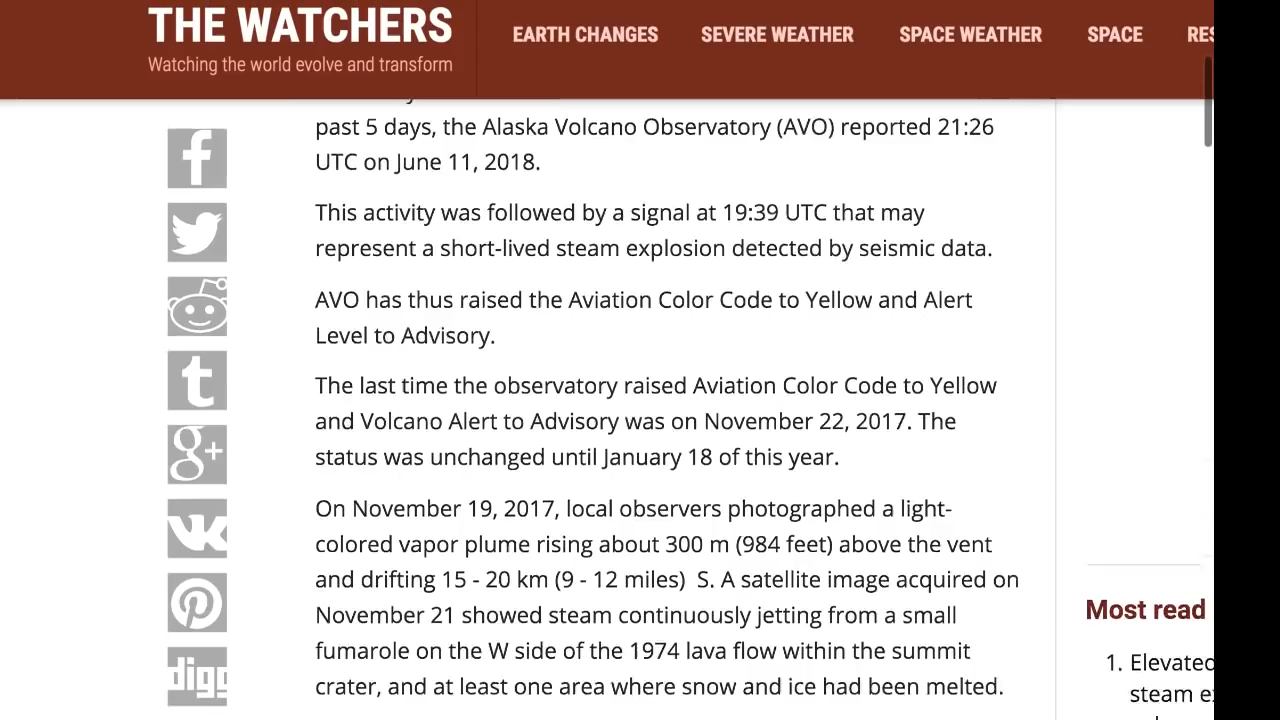 THE WATCHERS
Watching the world evolve and transform
EARTH CHANGES
SEVERE WEATHER
SPACE WEATHER
SPACE
RES
past 5 days, the Alaska Volcano Observatory (AVO) reported 21:26
UTC on June 11, 2018.
This activity was followed by a signal at 19:39 UTC that may
represent a short-lived steam explosion detected by seismic data.
AVO has thus raised the Aviation Color Code to Yellow and Alert
Level to Advisory.
The last time the observatory raised Aviation Color Code to Yellow
and Volcano Alert to Advisory was on November 22, 2017. The
status was unchanged until January 18 of this year.
On November 19, 2017, local observers photographed a light-
colored vapor plume rising about 300 m (984 feet) above the vent
and drifting 15 - 20 km (9 - 12 miles)  S. A satellite image acquired on
November 21 showed steam continuously jetting from a small
fumarole on the W side of the 1974 lava flow within the summit
crater, and at least one area where snow and ice had been melted.
digg
Most read
1. Elevated
steam e